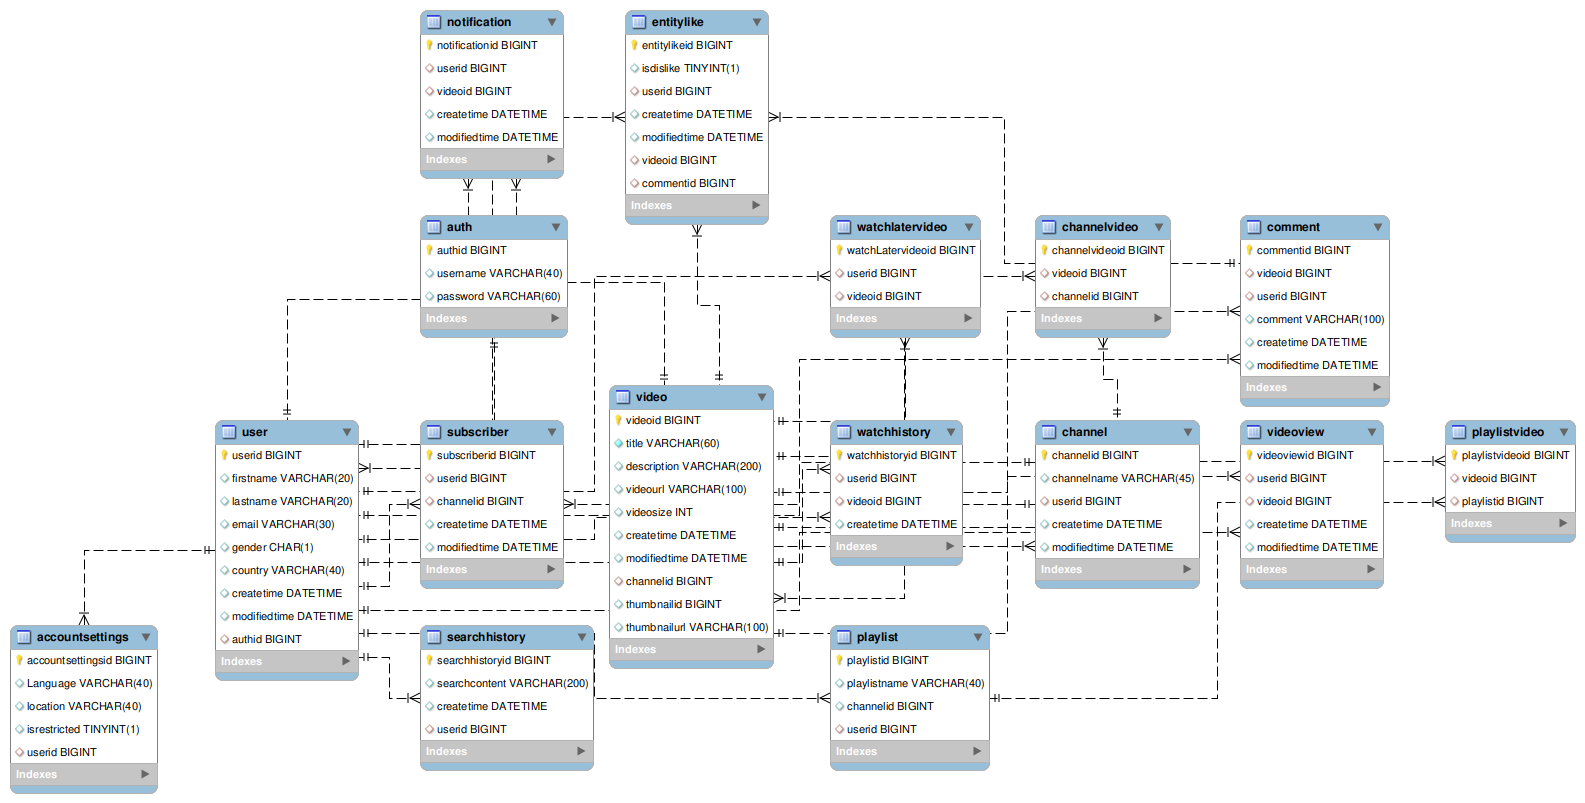 notification
notificationid BIGINT
userid BIGINT
videoid BIGINT
createtime DATETIME
modifiedtime DATETIME
Indexes
entitylike
entitylikeid BIGINT
isdislike TINYINT(1)
userid BIGINT
createtime DATETIME
modifiedtime DATETIME
videoid BIGINT
commentid BIGINT
Indexes
auth
authid BIGINT
username VARCHAR(40)
password VARCHAR(60)
Indexes
watchlatervideo
watchLatervideoid BIGINT
userid BIGINT
videoid BIGINT
Indexes
channelvideo
channelvideoid BIGINT
videoid BIGINT
channelid BIGINT
Indexes
comment
commentid BIGINT
videoid BIGINT
userid BIGINT
comment VARCHAR(100)
createtime DATETIME
modifiedtime DATETIME
Indexes
user
userid BIGINT
firstname VARCHAR(20)
lastname VARCHAR(20)
email VARCHAR(30)
gender CHAR(1)
country VARCHAR(40)
createtime DATETIME
modifiedtime DATETIME
authid BIGINT
Indexes
subscriber
subscriberid BIGINT
userid BIGINT
channelid BIGINT
createtime DATETIME
modifiedtime DATETIME
Indexes
video
videoid BIGINT
title VARCHAR(60)
description VARCHAR(200)
videourl VARCHAR(100)
videosize INT
createtime DATETIME
modifiedtime DATETIME
channelid BIGINT
thumbnailid BIGINT
thumbnailurl VARCHAR(100)
Indexes
watchhistory
watchhistoryid BIGINT
userid BIGINT
videoid BIGINT
createtime DATETIME
Indexes
channel
channelid BIGINT
channelname VARCHAR(45)
userid BIGINT
createtime DATETIME
modifiedtime DATETIME
Indexes
videoview
videoviewid BIGINT
userid BIGINT
videoid BIGINT
createtime DATETIME
modifiedtime DATETIME
Indexes
playlistvideo
playlistvideoid BIGINT
videoid BIGINT
playlistid BIGINT
Indexes
accountsettings
accountsettingsid BIGINT
Language VARCHAR(40)
location VARCHAR(40)
isrestricted TINYINT(1)
userid BIGINT
Indexes
searchhistory
searchhistoryid BIGINT
searchcontent VARCHAR(200)
createtime DATETIME
userid BIGINT
Indexes
playlist
playlistid BIGINT
playlistname VARCHAR(40)
channelid BIGINT
userid BIGINT
Indexes